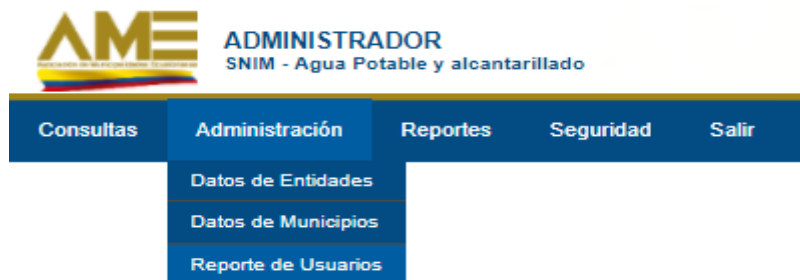 AME
ADMINISTRADOR
SNIM - Agua Potable y alcantarillado
Consultas Administración Reportes Seguridad Salir
Datos de Entidades
Datos de Municipios
Reporte de Usuarios